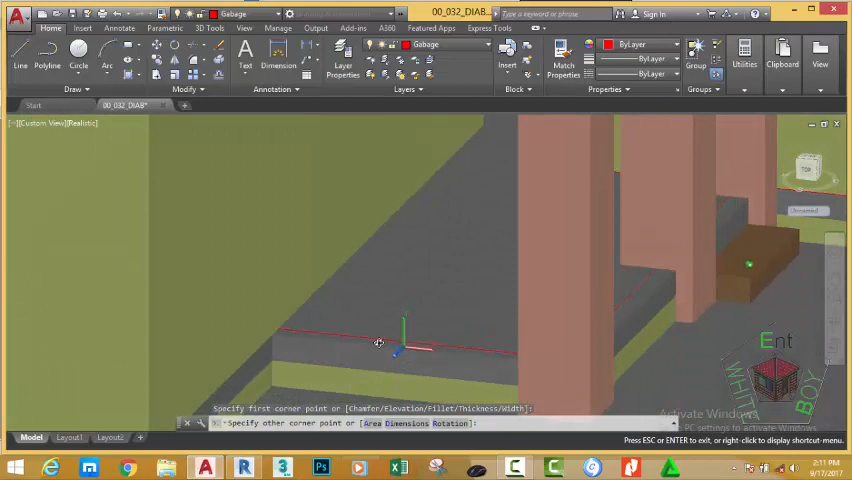 Gabage
00_032_DIAB...
Type a keyword or phrase
Sign In
Home Insert Annotate Parametric 3D Tools View Manage Output Add-ins A360 Featured Apps Express Tools
Line Polyline Circle Arc
Text Dimension
Layer Properties
Gabage
Insert
Match Properties
ByLayer
ByLayer
ByLayer
Group
Utilities
Clipboard
View
Draw Modify Annotation Layers Block Properties Groups
Start 00_032_DIAB*
[−][Custom View][Realistic]
TOP
Unnamed
Ent
WHITE
BOY
Specify first corner point or [Chamfer/Elevation/Fillet/Thickness/Width]:
Specify other corner point or [Area Dimensions Rotation]:
Activate Windows
Model Layout1 Layout2
Press ESC or ENTER to exit, or right-click to display shortcut-menu.
2:11 PM
9/17/2017